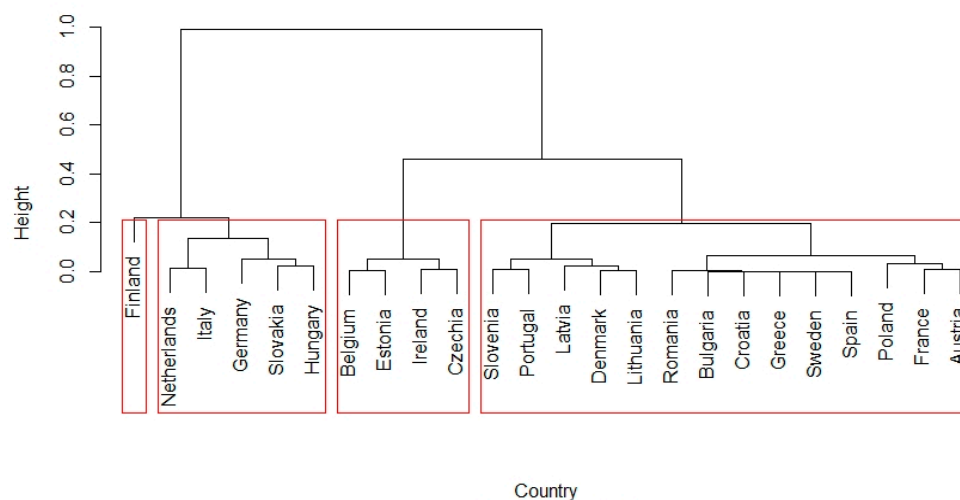 Height
1.0
0.8
0.6
0.4
0.2
0.0
Finland
Netherlands
Italy
Germany
Slovakia
Hungary
Belgium
Estonia
Ireland
Czechia
Slovenia
Portugal
Latvia
Denmark
Lithuania
Romania
Bulgaria
Croatia
Greece
Sweden
Spain
Poland
France
Austria
Country